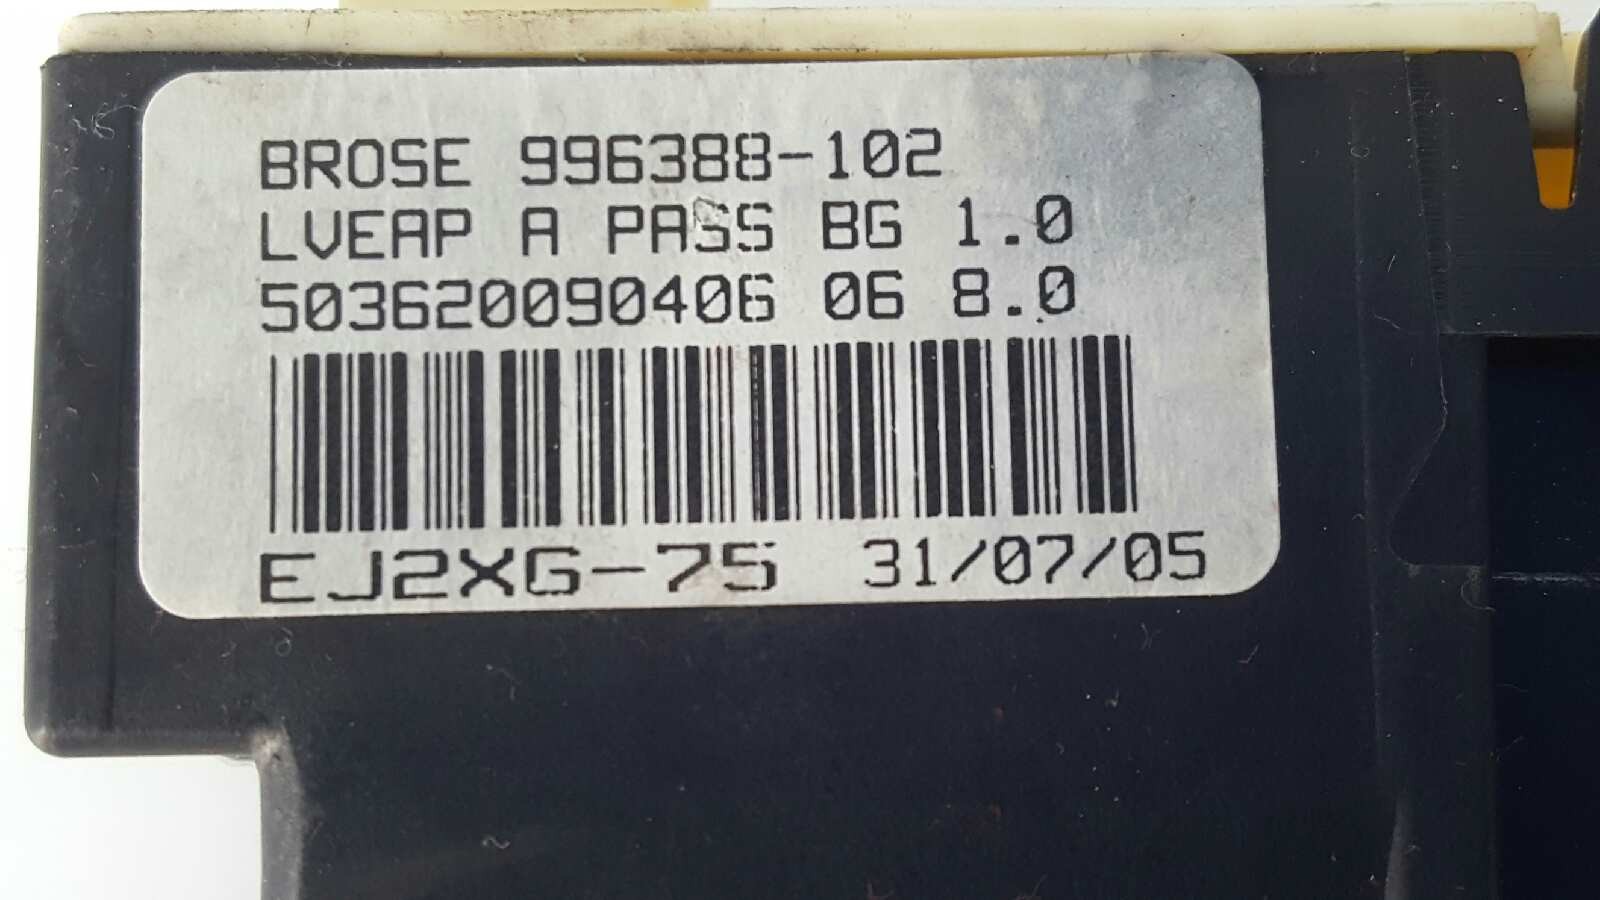 BROSE 996388-102
LVEAP A PASS BG 1.0
503620090406 06 8.0
EJ2XG-75 31/07/05